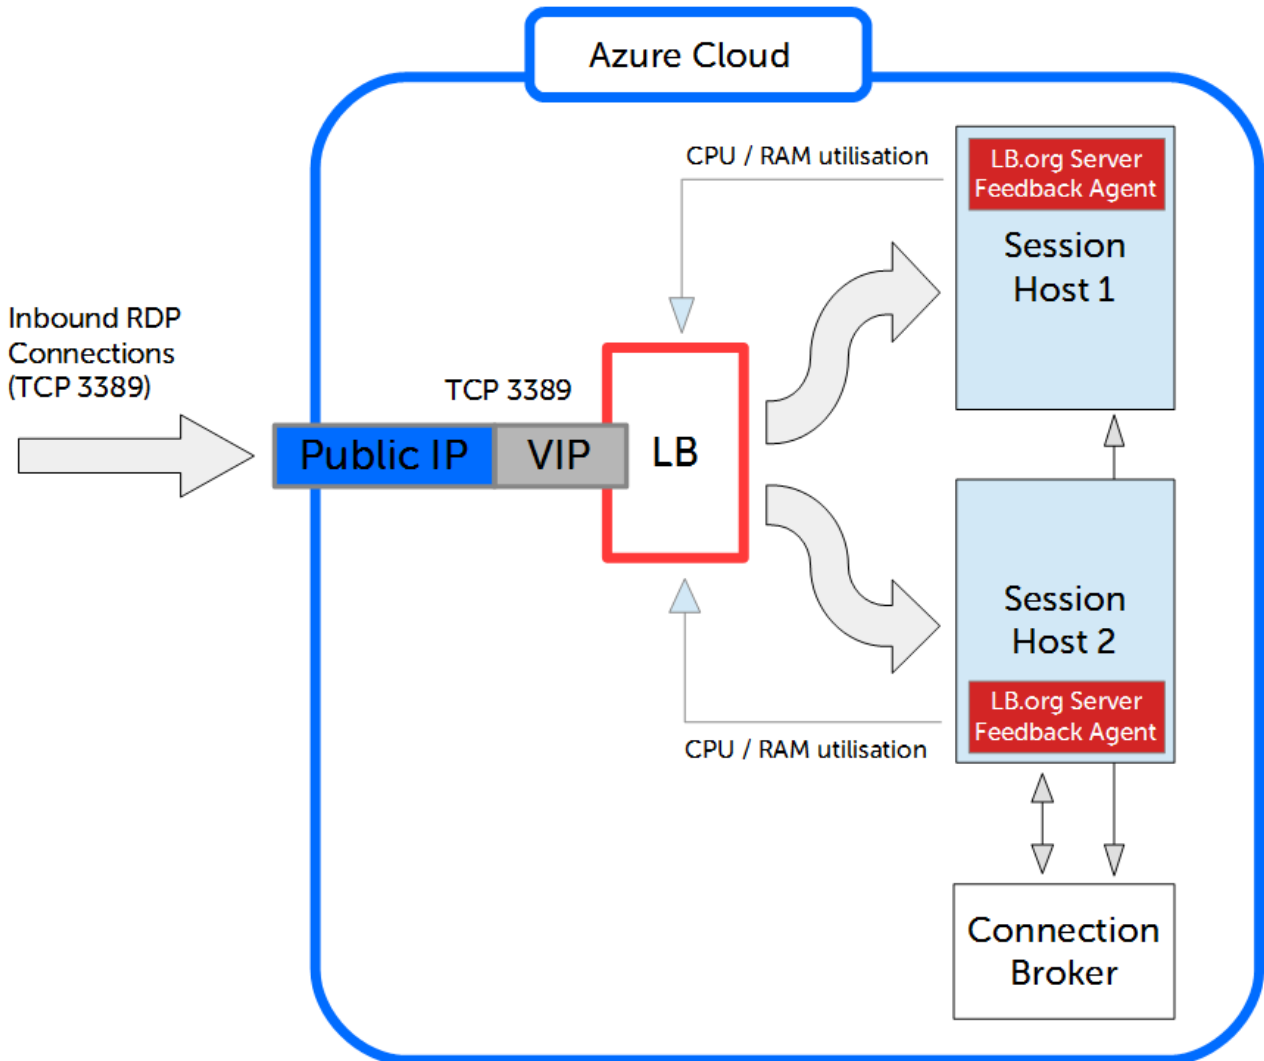 Azure Cloud
CPU / RAM utilisation
LB.org Server
Feedback Agent
Session
Host 1
Inbound RDP
Connections
(TCP 3389)
TCP 3389
Public IP
VIP
LB
Session
Host 2
LB.org Server
Feedback Agent
CPU / RAM utilisation
Connection
Broker